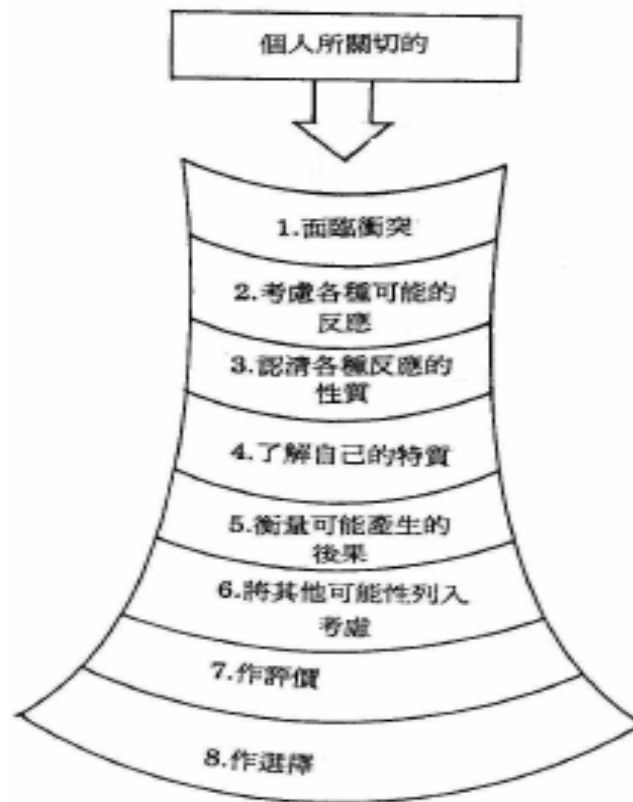 個人所關切的
1.面臨衝突
2.考慮各種可能的
反應
3.認清各種反應的
性質
4.了解自己的特質
5.衡量可能產生的
後果
6.將其他可能性列入
考慮
7.作評價
8.作選擇